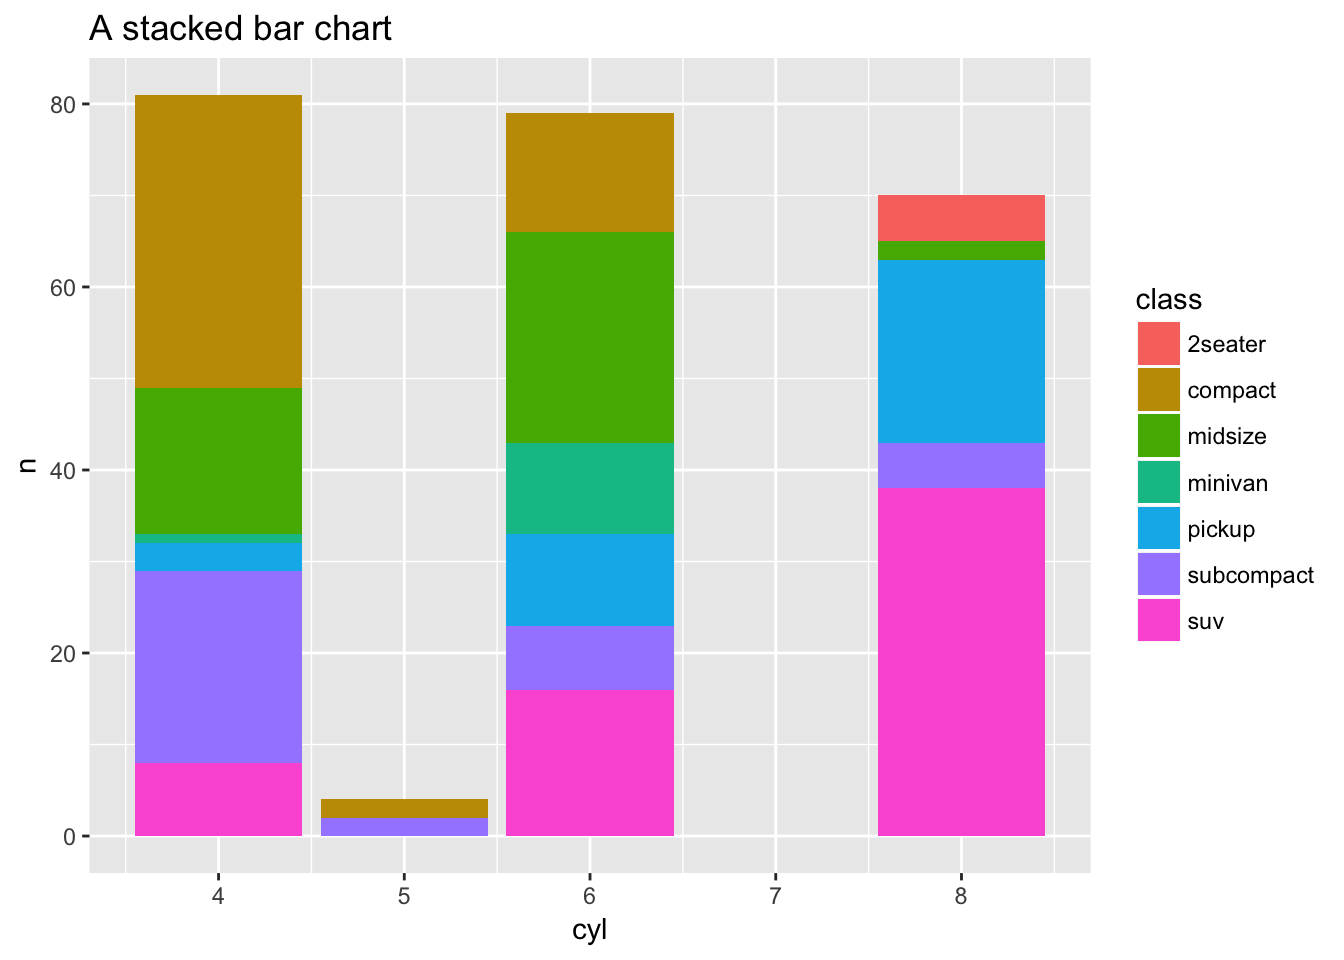 A stacked bar chart
80
60
40
20
0
n
4 5 6 7 8
cyl
class
2seater
compact
midsize
minivan
pickup
subcompact
suv